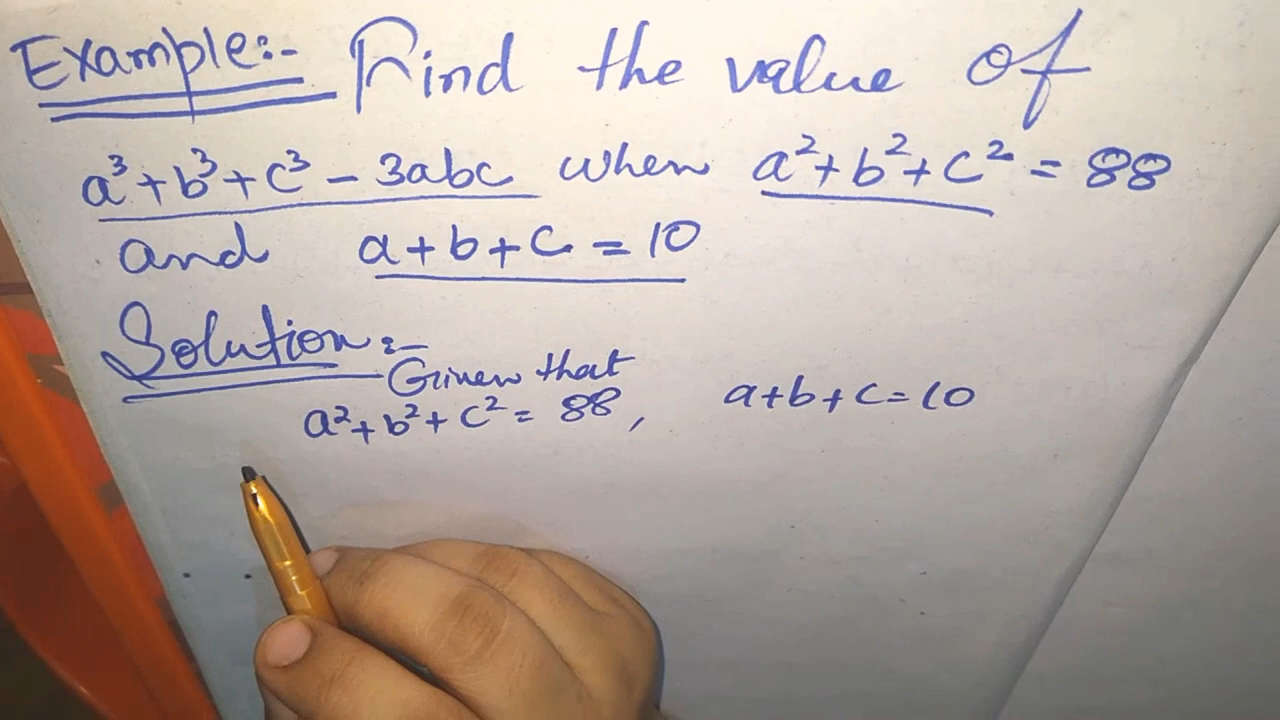 Example:- Find the value of
a³+b³+c³-3abc when a²+b²+c²=88
and a+b+c=10
Solution:-
Given that
a²+b²+c²=88, a+b+c=10